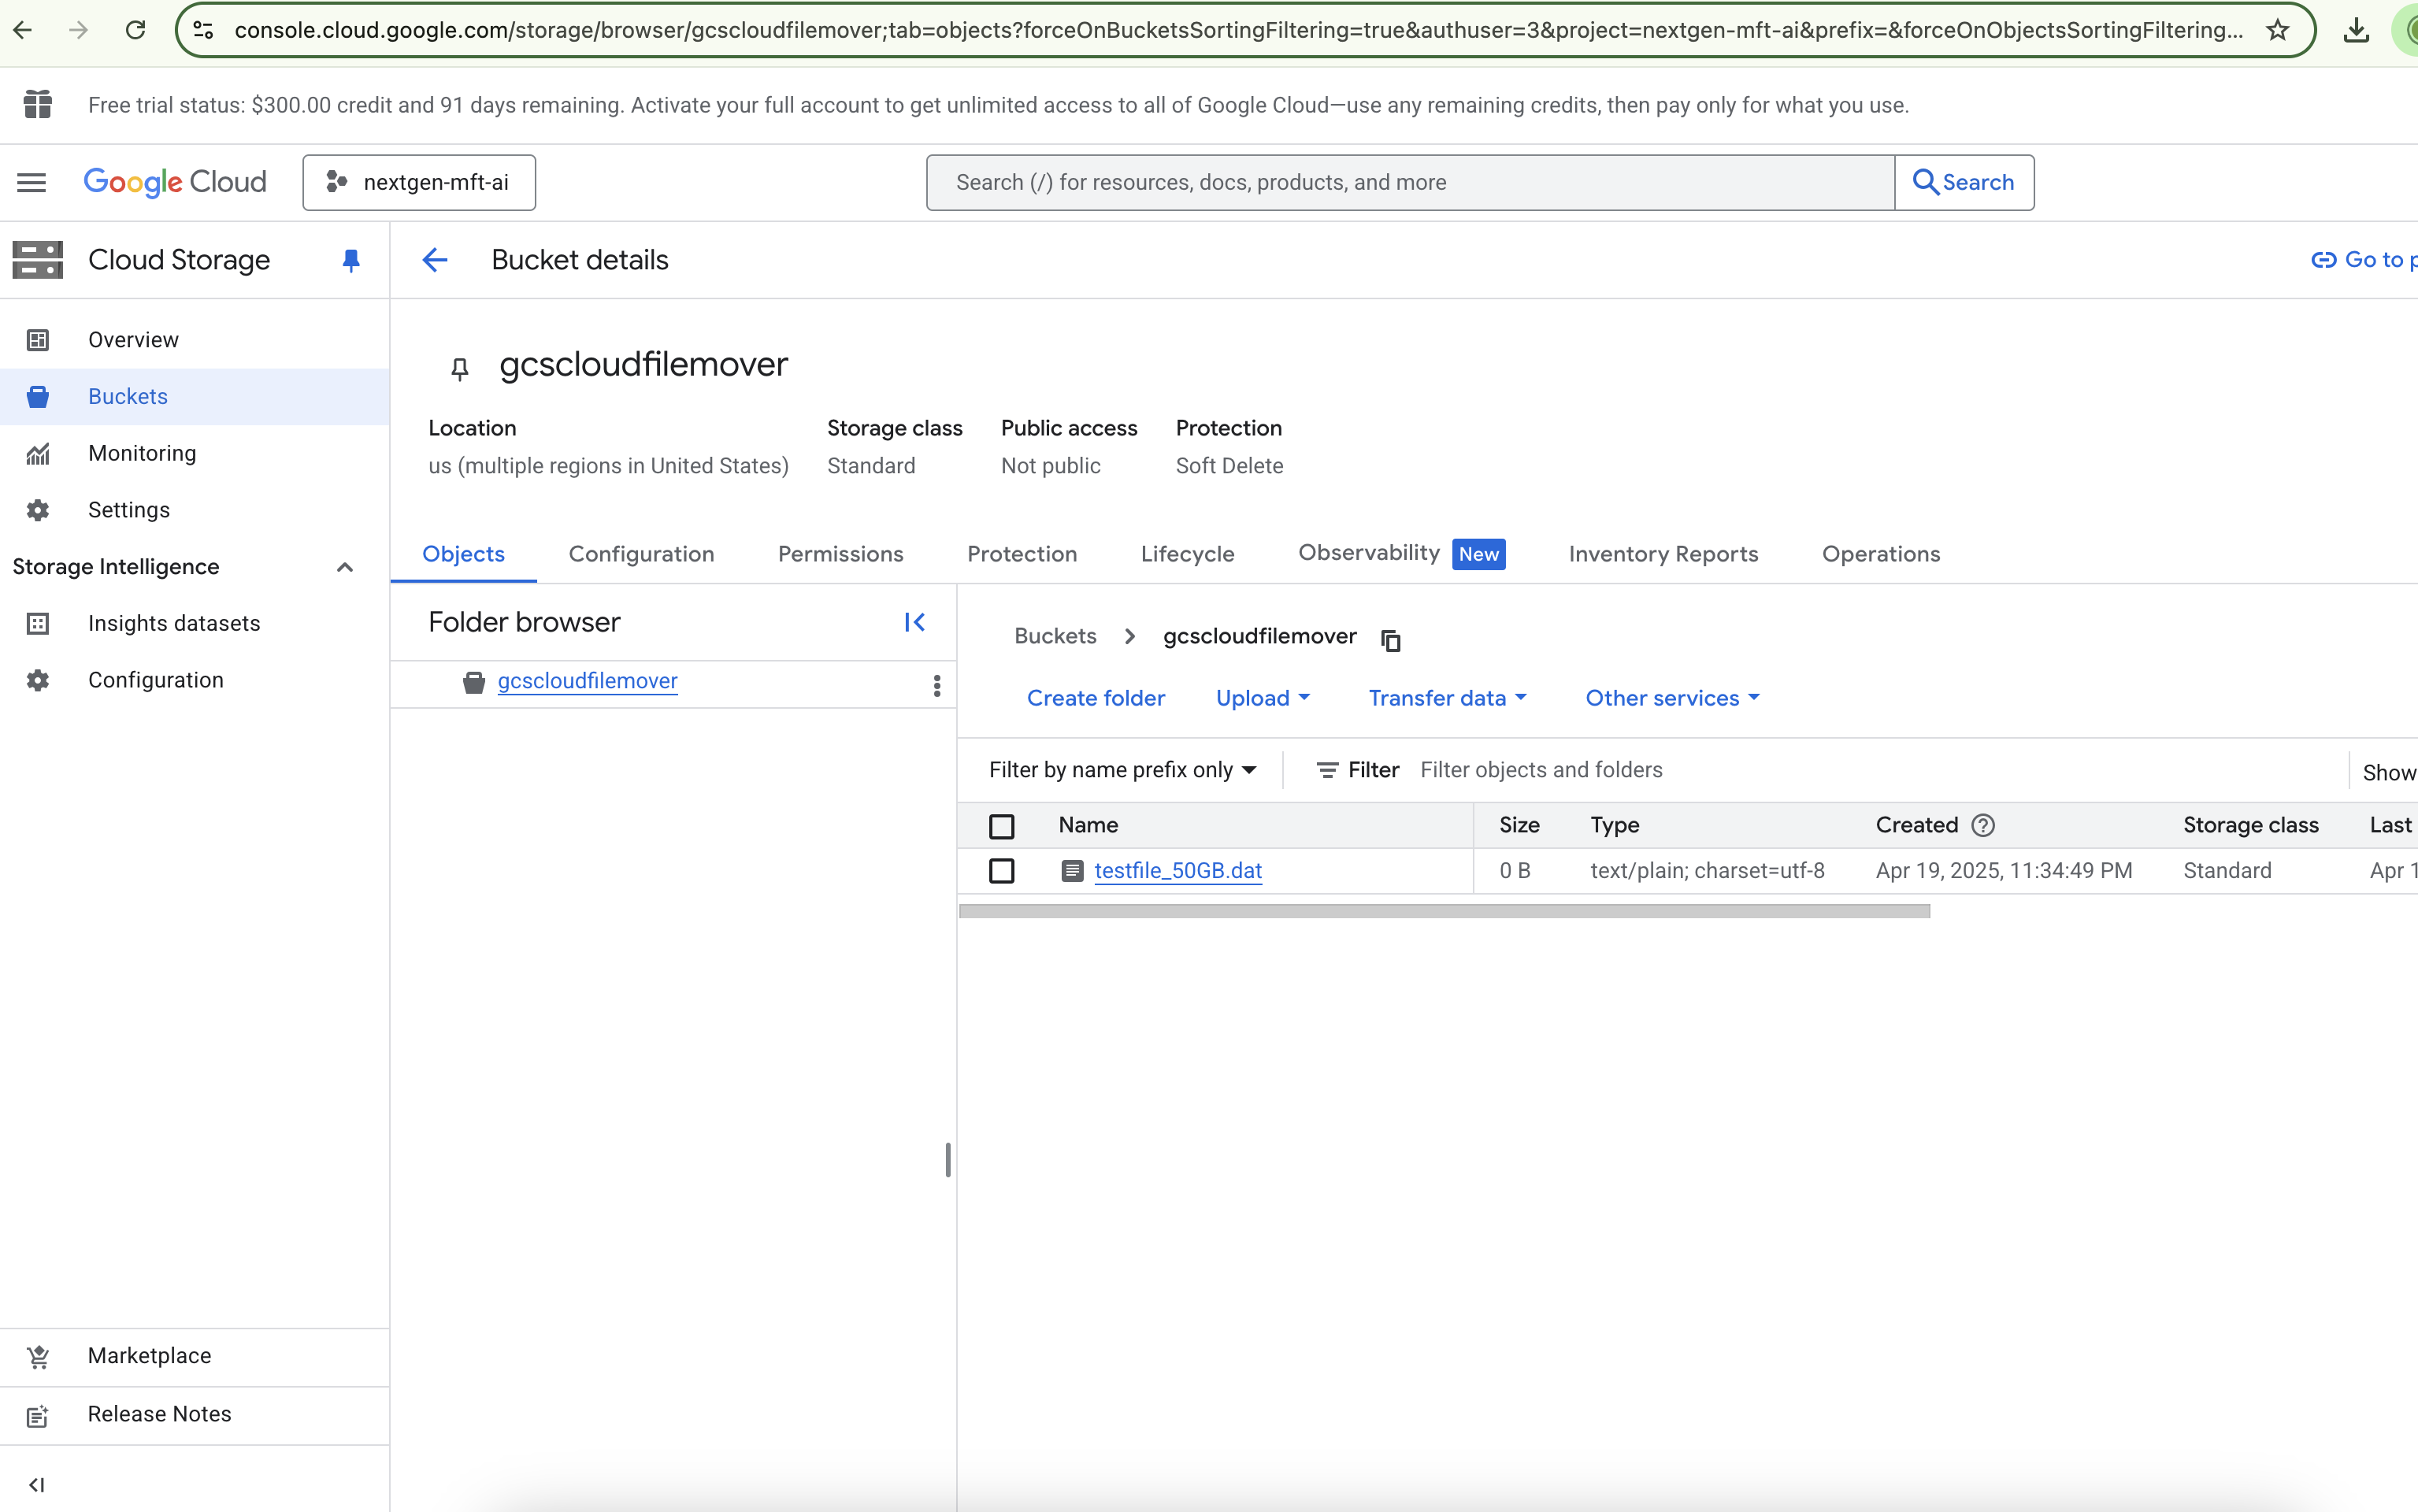 console.cloud.google.com/storage/browser/gcscloudfilemover;tab=objects?forceOnBucketsSortingFiltering=true&authuser=3&project=nextgen-mft-ai&prefix=&forceOnObjectsSortingFiltering...
Free trial status: $300.00 credit and 91 days remaining. Activate your full account to get unlimited access to all of Google Cloud—use any remaining credits, then pay only for what you use.
Google Cloud
nextgen-mft-ai
Search (/) for resources, docs, products, and more
Search
Cloud Storage
Bucket details
Go to p
Overview
Buckets
Monitoring
Settings
Storage Intelligence
Insights datasets
Configuration
Marketplace
Release Notes
gcscloudfilemover
Location Storage class Public access Protection
us (multiple regions in United States) Standard Not public Soft Delete
Objects Configuration Permissions Protection Lifecycle Observability New Inventory Reports Operations
Folder browser
gcscloudfilemover
Buckets gcscloudfilemover
Create folder Upload Transfer data Other services
Filter by name prefix only Filter Filter objects and folders Show
Name Size Type Created Storage class Last
testfile_50GB.dat 0 B text/plain; charset=utf-8 Apr 19, 2025, 11:34:49 PM Standard Apr 1